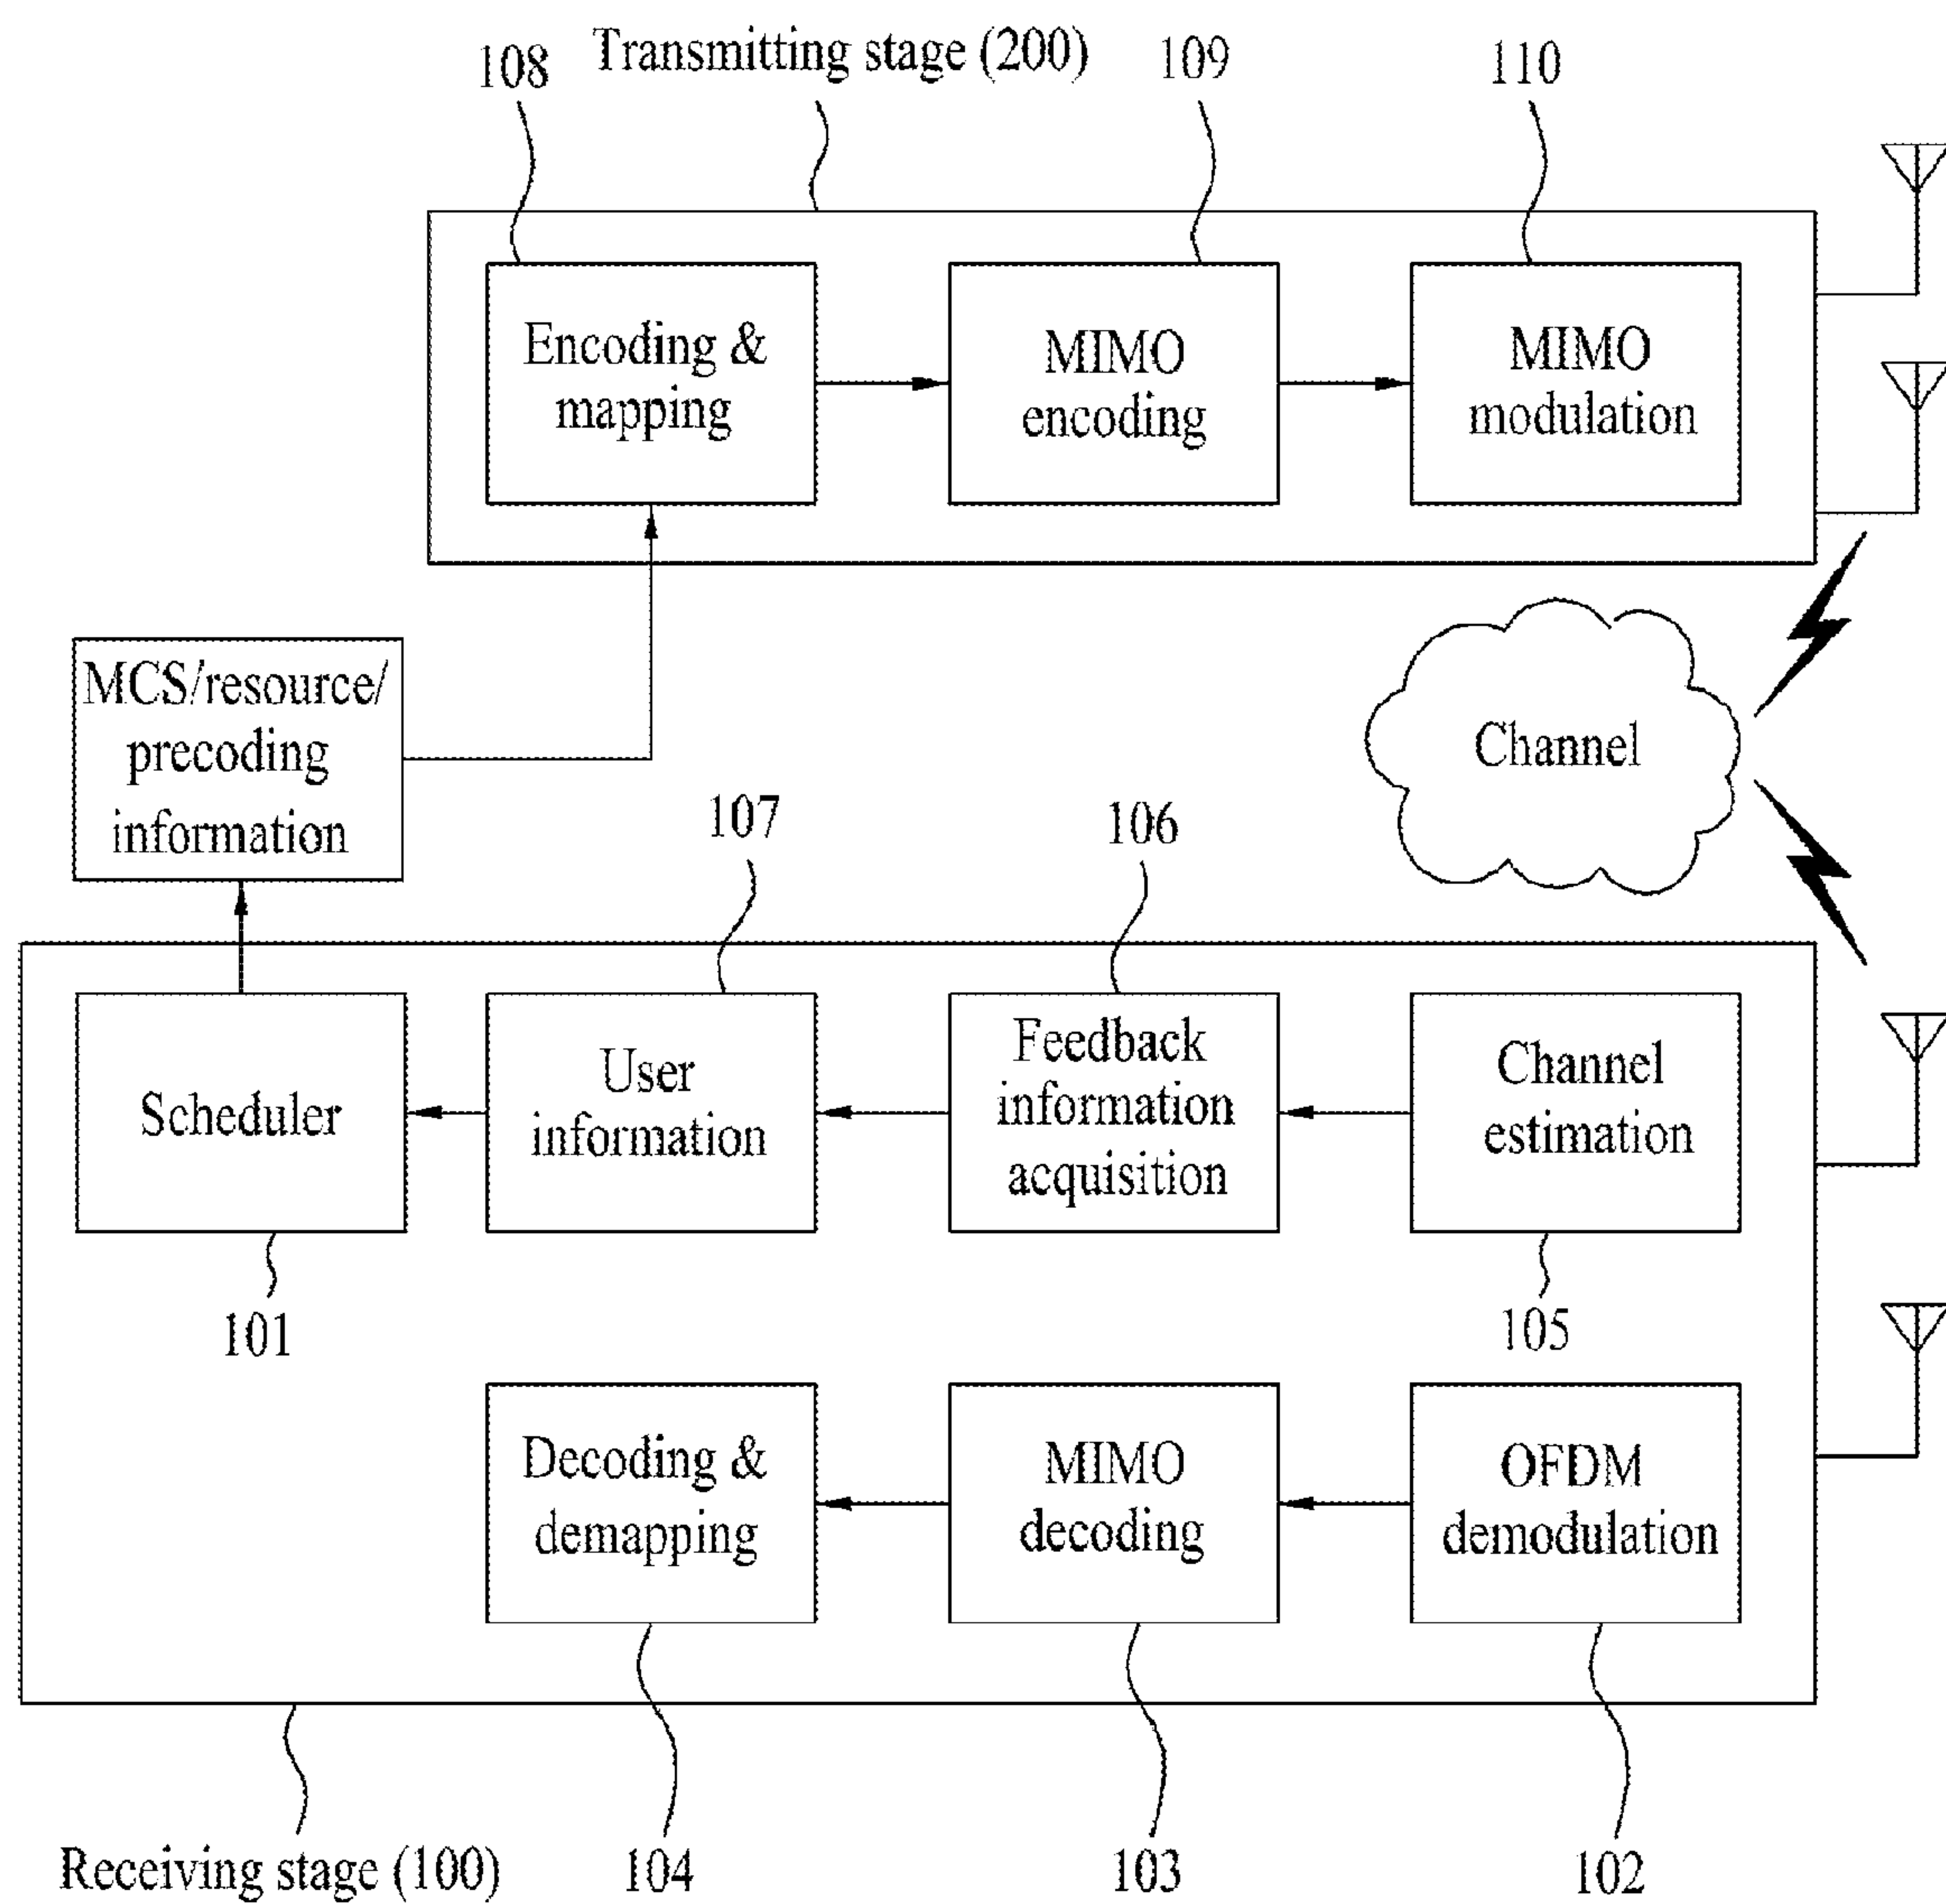 Transmitting stage (200)
108
109
110
Encoding &
mapping
MIMO
encoding
MIMO
modulation
MCS/resource/
precoding
information
Channel
107
106
Scheduler
User
information
Feedback
information
acquisition
Channel
estimation
101
105
Decoding &
demapping
MIMO
decoding
OFDM
demodulation
Receiving stage (100)
104
103
102